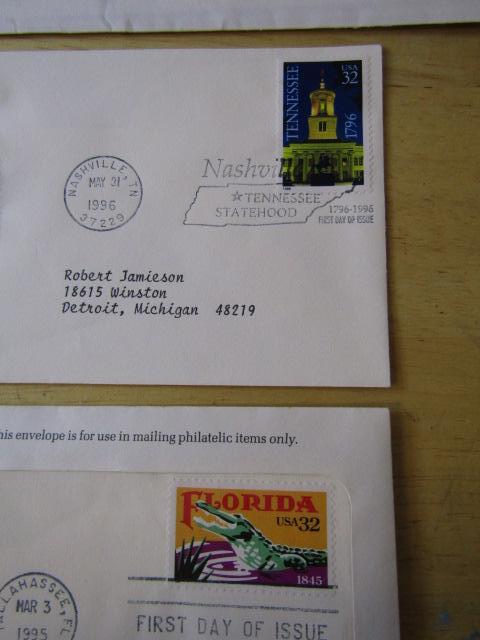 TENNESSEE
USA
32
1796
NASHVILLE, TN
MAY 31
1996
37229
Nashville
TENNESSEE
STATEHOOD
1796-1996
FIRST DAY OF ISSUE
Robert Jamieson
18615 Winston
Detroit, Michigan 48219
envelope is for use in mailing philatelic items only.
FLORIDA
USA32
1845
MAR 3
1995
FIRST DAY OF ISSUE